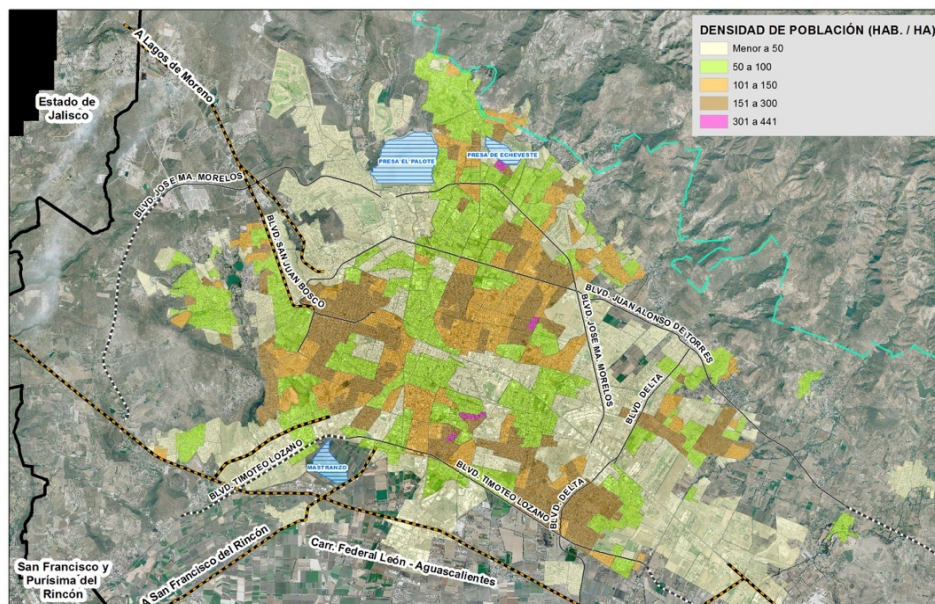 DENSIDAD DE POBLACIÓN (HAB. / HA)
Menor a 50
50 a 100
101 a 150
151 a 300
301 a 441
A Lagos de Moreno
Estado de
Jalisco
PRESA EL PALOTE
PRESA DE ECHEVESTE
BLVD. JOSE MA. MORELOS
BLVD. SAN JUAN BOSCO
BLVD. JUAN ALONSO DE TORRES
BLVD. JOSE MA. MORELOS
BLVD. DELTA
BLVD. TIMOTEO LOZANO
MASTRANZO
BLVD. TIMOTEO LOZANO
BLVD. DELTA
A San Francisco del Rincón
Carr. Federal León - Aguascalientes
San Francisco y
Purísima del
Rincón